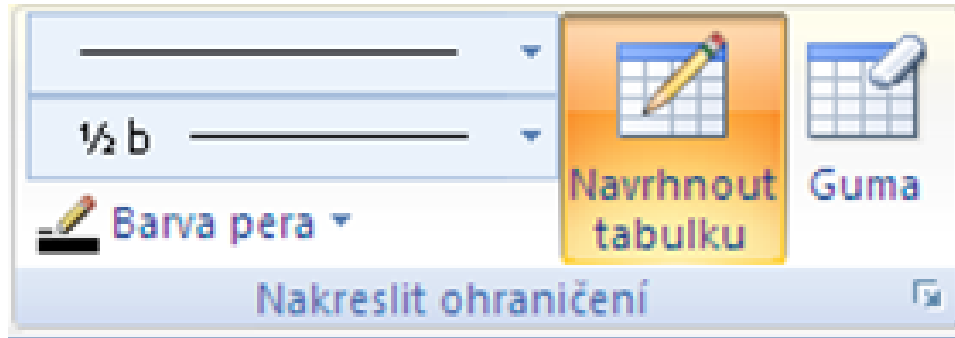 ½ b
Barva pera
Navrhnout
tabulku
Guma
Nakreslit ohraničení